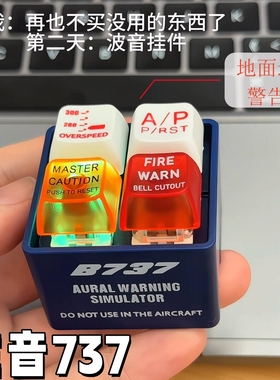 我：再也不买没用的东西了
第二天：波音挂件
地面
警告
300
OVERSPEED
A/P
P/RST
MASTER
CAUTION
PUSH TO RESET
FIRE
WARN
BELL CUTOUT
B737
AURAL WARNING
SIMULATOR
DO NOT USE IN THE AIRCRAFT
音737